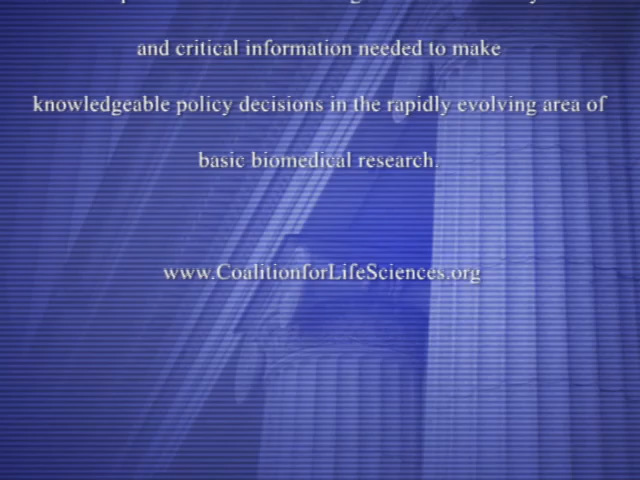 and critical information needed to make
knowledgeable policy decisions in the rapidly evolving area of
basic biomedical research.
www.CoalitionforLifeSciences.org